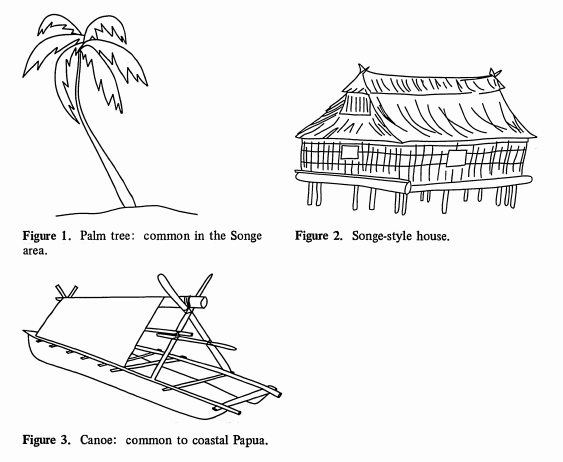 Figure 1. Palm tree: common in the Songe
area.
Figure 2. Songe-style house.
Figure 3. Canoe: common to coastal Papua.